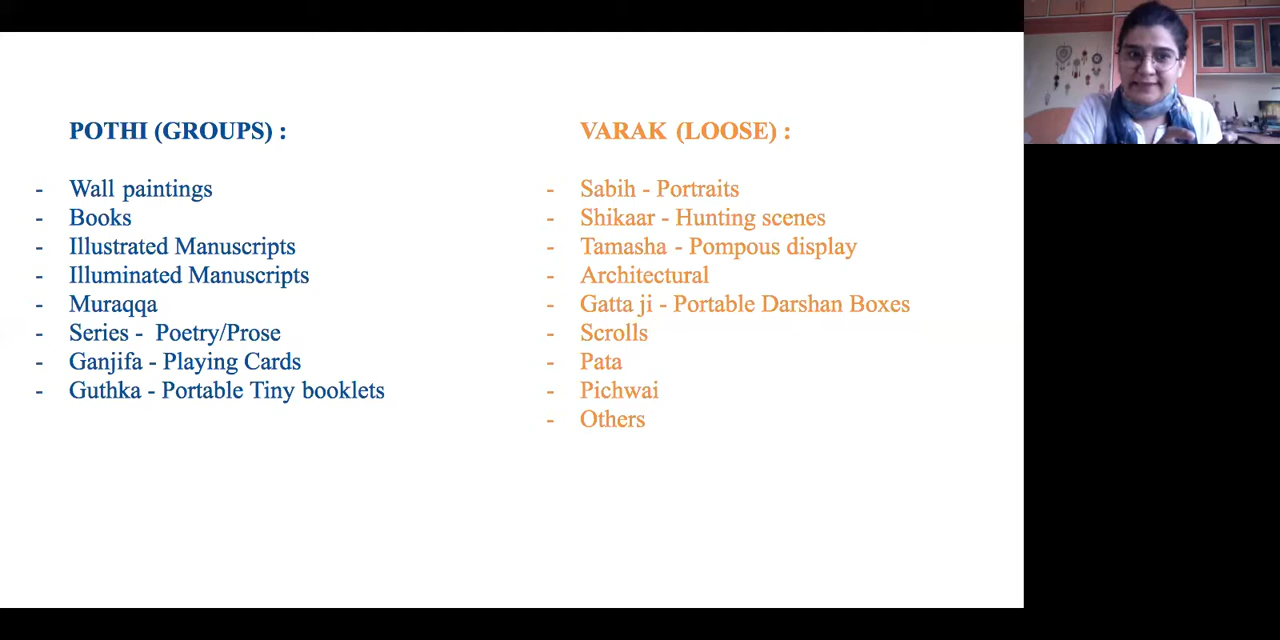 POTHI (GROUPS) :
- Wall paintings
- Books
- Illustrated Manuscripts
- Illuminated Manuscripts
- Muraqqa
- Series - Poetry/Prose
- Ganjifa - Playing Cards
- Guthka - Portable Tiny booklets
VARAK (LOOSE) :
- Sabih - Portraits
- Shikaar - Hunting scenes
- Tamasha - Pompous display
- Architectural
- Gatta ji - Portable Darshan Boxes
- Scrolls
- Pata
- Pichwai
- Others